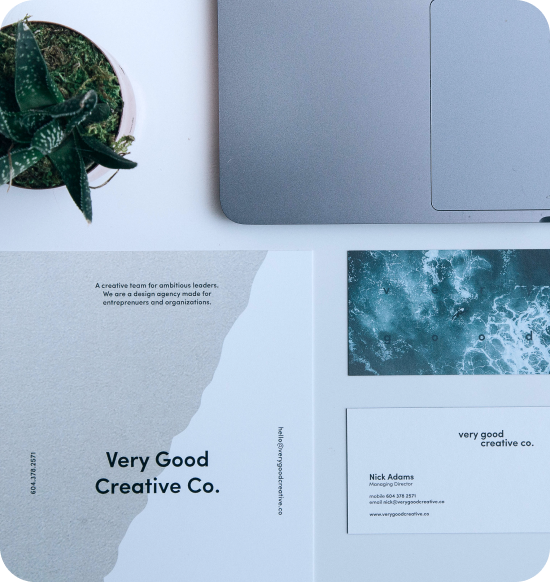 A creative team for ambitious leaders.
We are a design agency made for
entreprenuers and organizations.
Very Good
Creative Co.
604.378.2571
hello@verygoodcreative.co
very good
creative co.
Nick Adams
Managing Director
mobile 604 378 2571
email nick@verygoodcreative.co
www.verygoodcreative.co